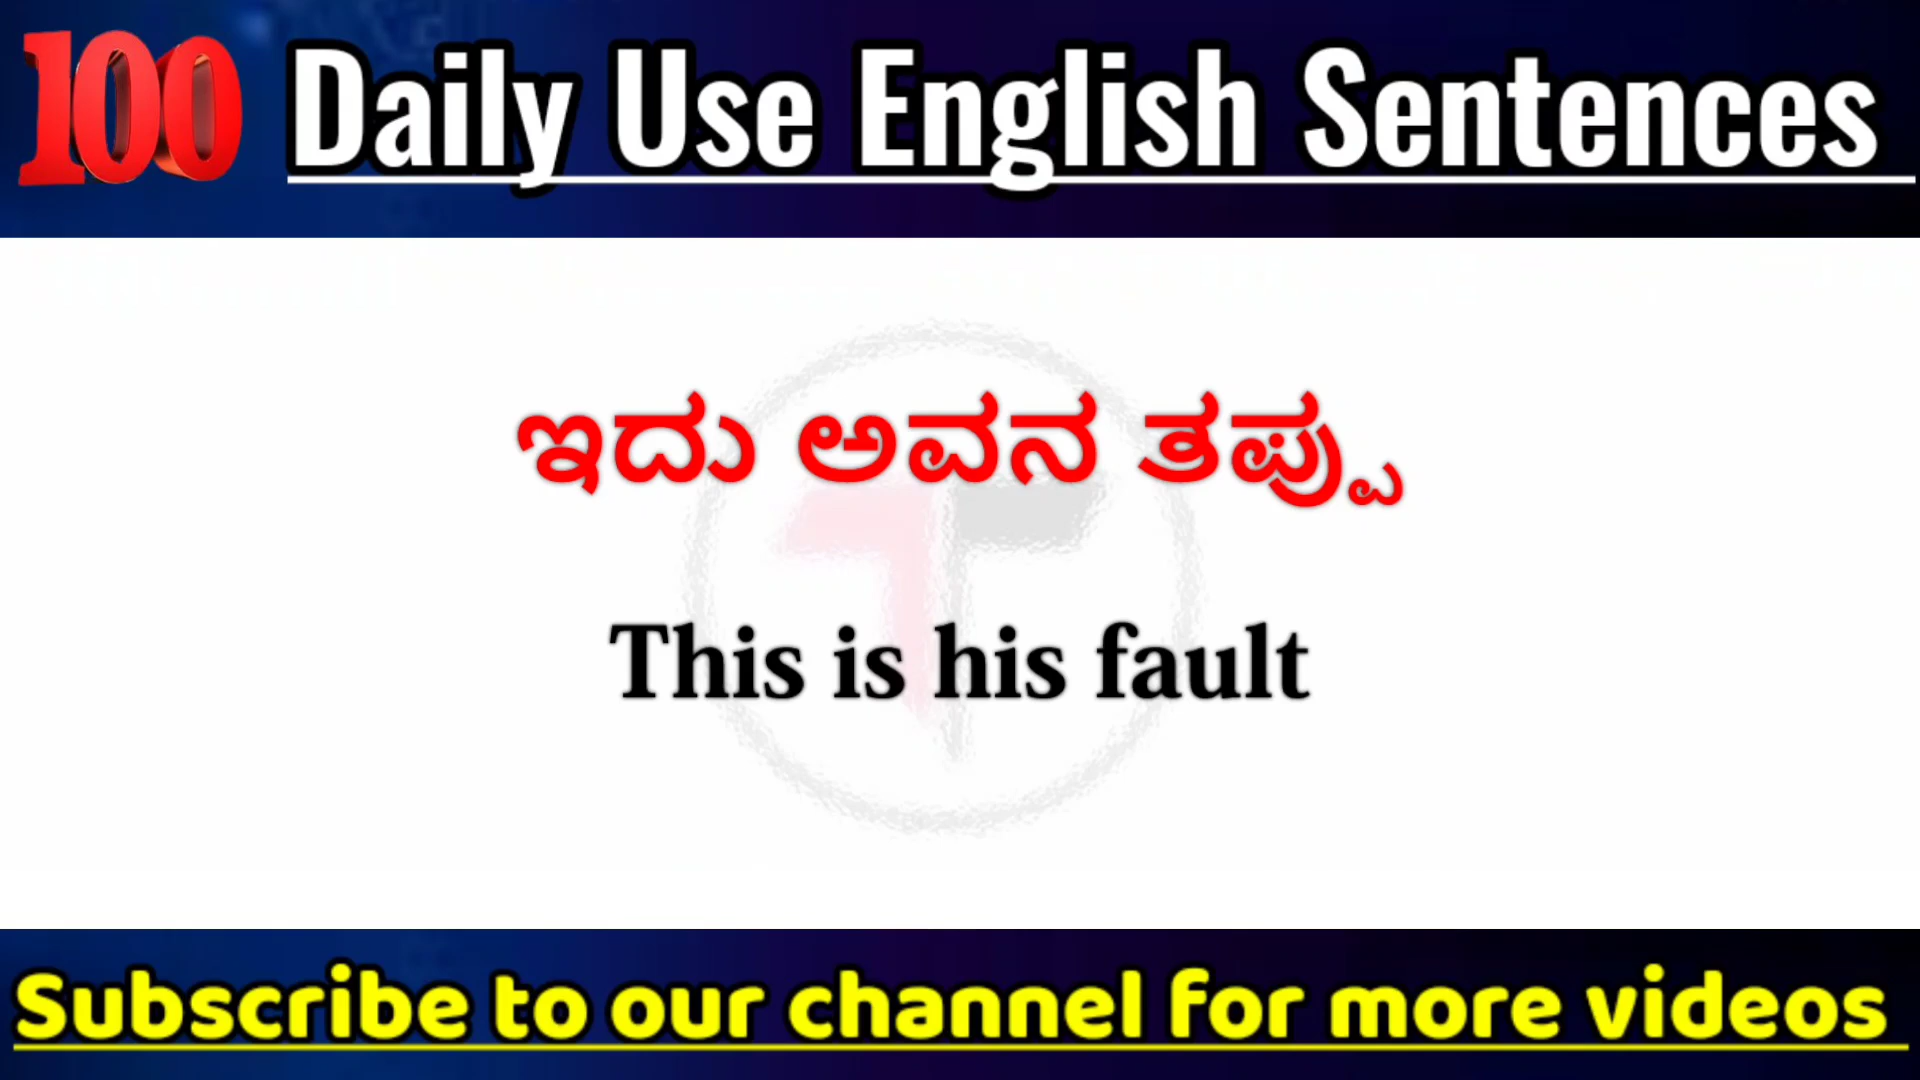 100 Daily Use English Sentences
ಇದು ಅವನ ತಪ್ಪು
This is his fault
Subscribe to our channel for more videos